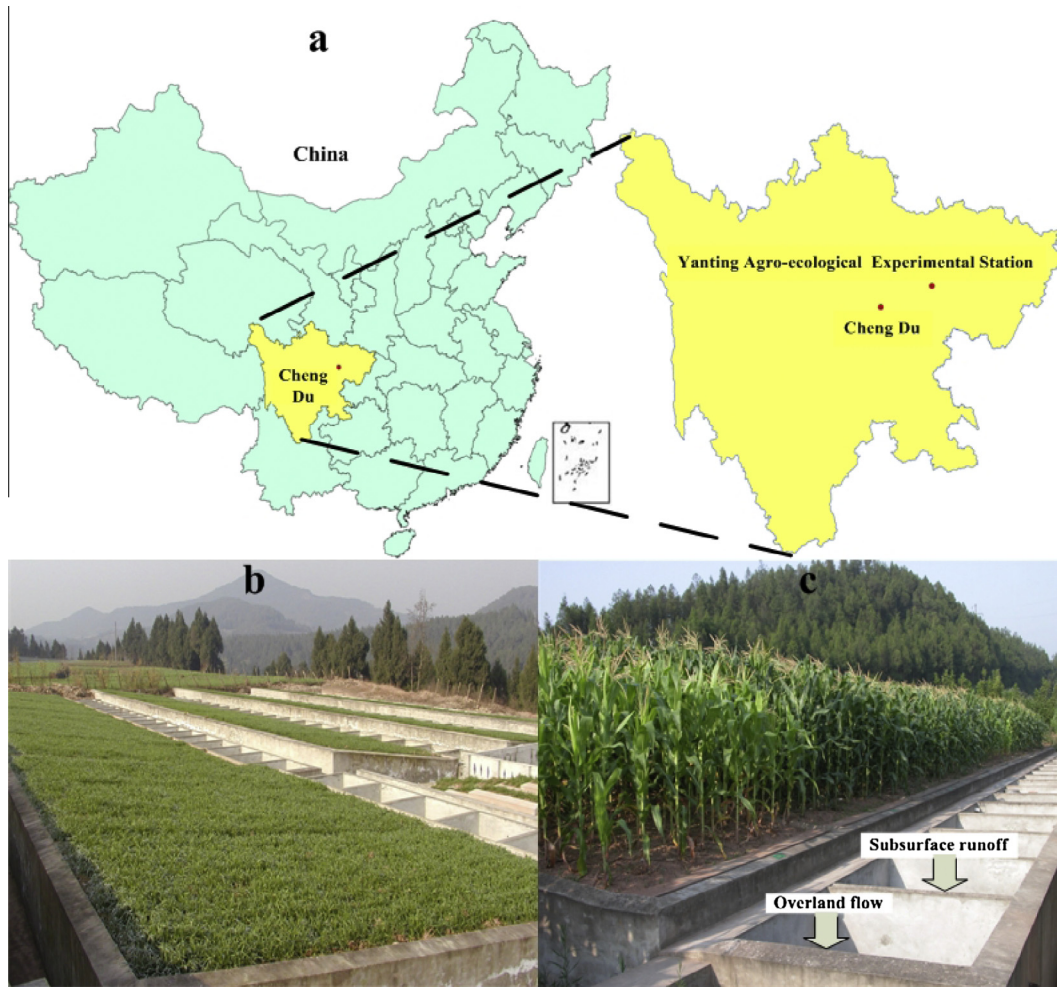 a
China
Yanting Agro-ecological Experimental Station
Cheng Du
Cheng
Du
b
c
Subsurface runoff
Overland flow